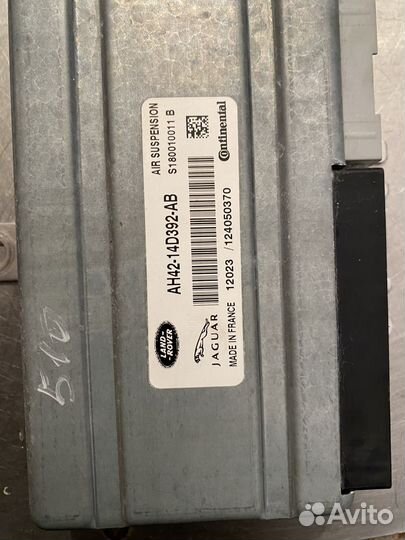 AIR SUSPENSION
S180010011 B
Continental
AH42-14D392-AB
12023 /124050370
MADE IN FRANCE
LAND-
ROVER
JAGUAR
510
Avito